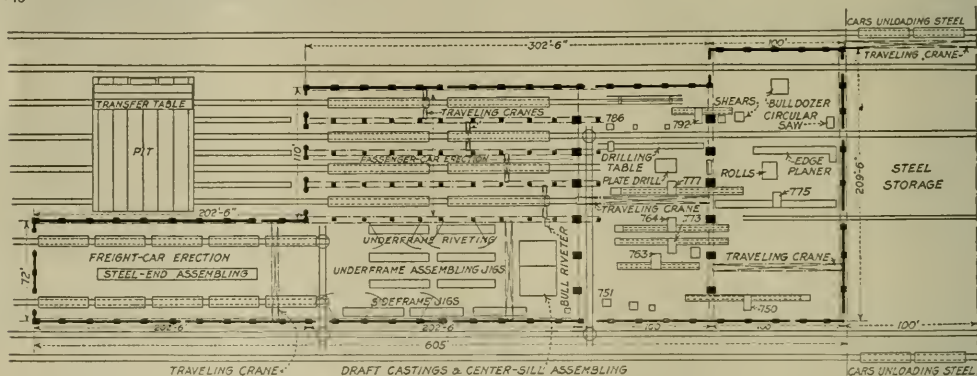 CARS UNLOADING STEEL
302'-6"
100'
TRAVELING CRANE
TRANSFER TABLE
PIT
TRAVELING CRANES
110'
PASSENGER-CAR ERECTION
786
792
SHEARS
BULLDOZER
CIRCULAR
SAW
DRILLING
TABLE
PLATE DRILL
777
ROLLS
EDGE
PLANER
775
209'-6"
STEEL
STORAGE
202'-6"
TRAVELING CRANE
764
773
763
72'
FREIGHT-CAR ERECTION
STEEL-END ASSEMBLING
UNDERFRAME RIVETING
UNDERFRAME ASSEMBLING JIGS
SIDEFRAME JIGS
BULL RIVETER
TRAVELING CRANE
751
750
202'-6"
202'-6"
100'
100'
100'
605'
TRAVELING CRANE
DRAFT CASTINGS & CENTER-SILL ASSEMBLING
CARS UNLOADING STEEL